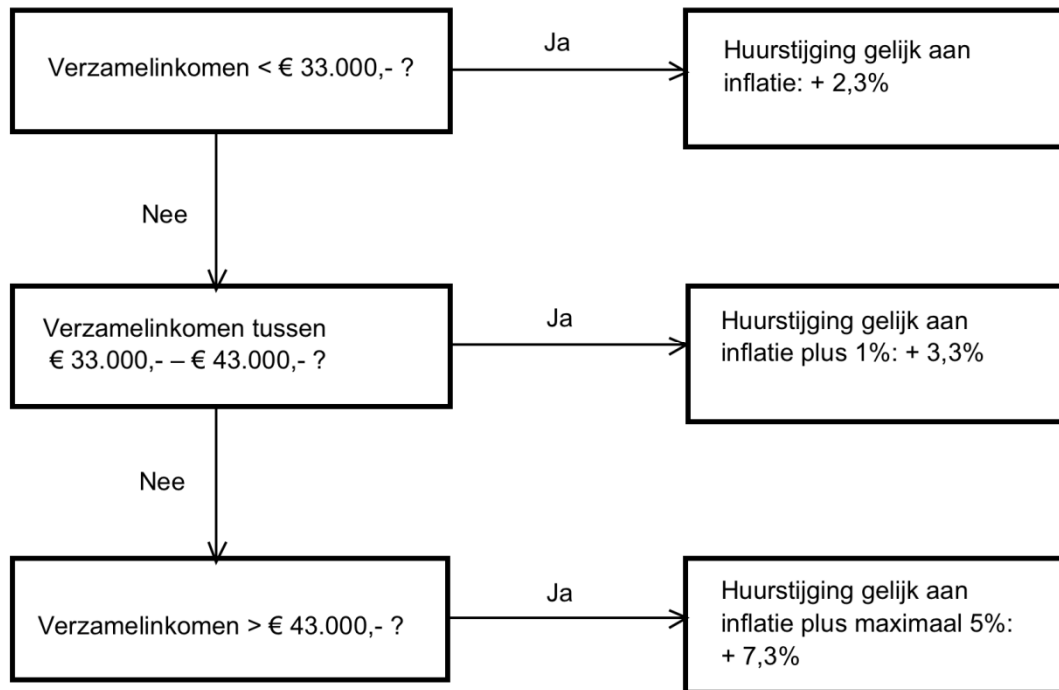 Verzamelinkomen < € 33.000,- ?
Ja
Huurstijging gelijk aan
inflatie: + 2,3%
Nee
Verzamelinkomen tussen
€ 33.000,- – € 43.000,- ?
Ja
Huurstijging gelijk aan
inflatie plus 1%: + 3,3%
Nee
Verzamelinkomen > € 43.000,- ?
Ja
Huurstijging gelijk aan
inflatie plus maximaal 5%:
+ 7,3%